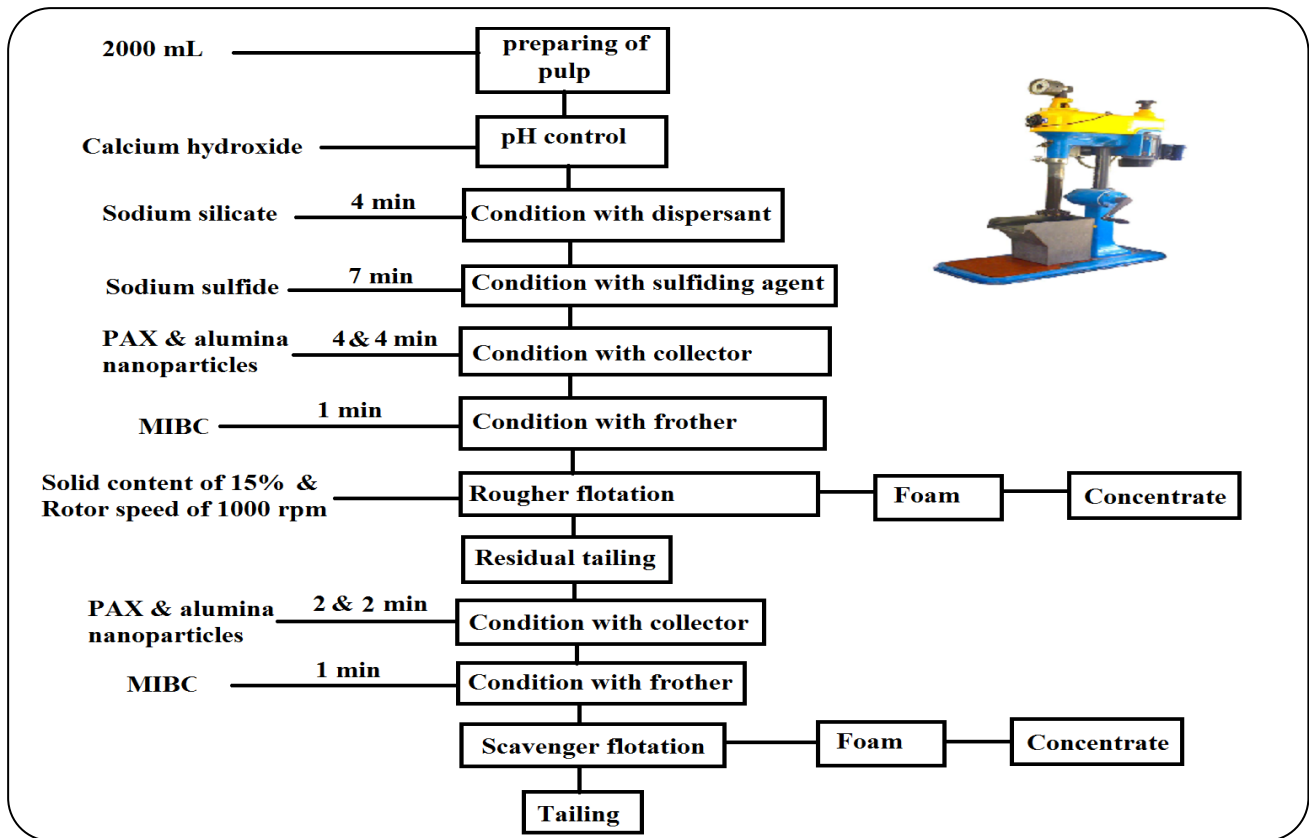 2000 mL
preparing of
pulp
Calcium hydroxide
pH control
Sodium silicate
4 min
Condition with dispersant
Sodium sulfide
7 min
Condition with sulfiding agent
PAX & alumina
nanoparticles
4 & 4 min
Condition with collector
MIBC
1 min
Condition with frother
Solid content of 15% &
Rotor speed of 1000 rpm
Rougher flotation
Foam
Concentrate
Residual tailing
PAX & alumina
nanoparticles
2 & 2 min
Condition with collector
MIBC
1 min
Condition with frother
Scavenger flotation
Foam
Concentrate
Tailing